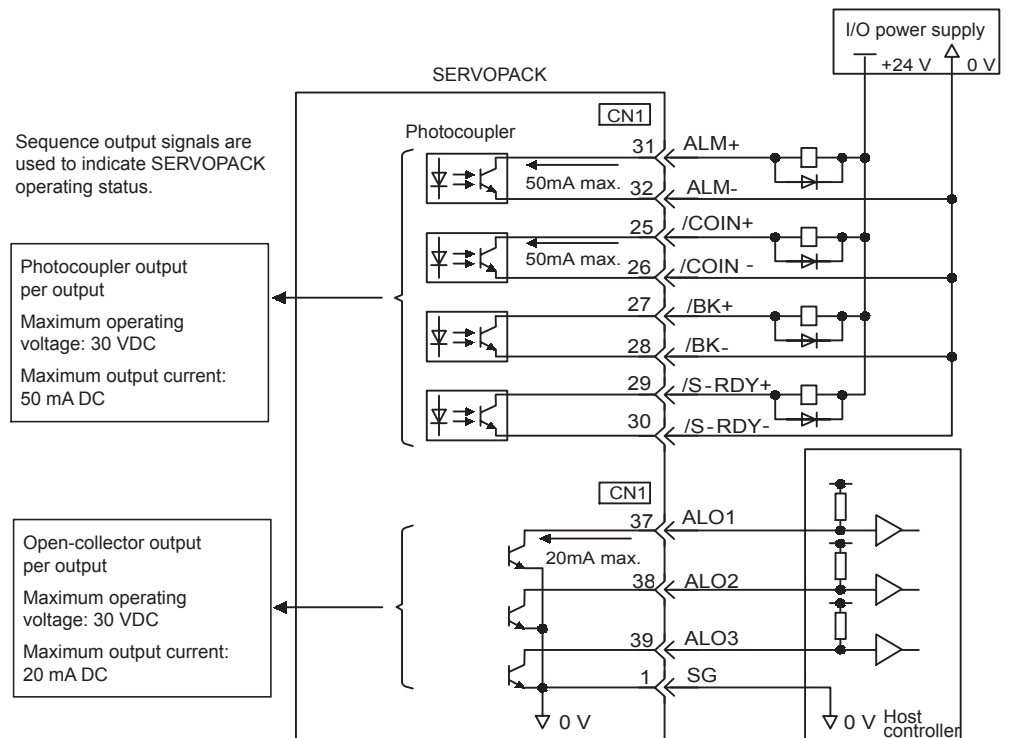 I/O power supply
+24 V
0 V
SERVOPACK
CN1
Sequence output signals are
used to indicate SERVOPACK
operating status.
Photocoupler
31 ALM+
50mA max.
32 ALM-
25 /COIN+
50mA max.
26 /COIN -
27 /BK+
28 /BK-
29 /S-RDY+
30 /S-RDY-
Photocoupler output
per output
Maximum operating
voltage: 30 VDC
Maximum output current:
50 mA DC
CN1
37 ALO1
20mA max.
38 ALO2
39 ALO3
1 SG
0 V
0 V
Host
controller
Open-collector output
per output
Maximum operating
voltage: 30 VDC
Maximum output current:
20 mA DC